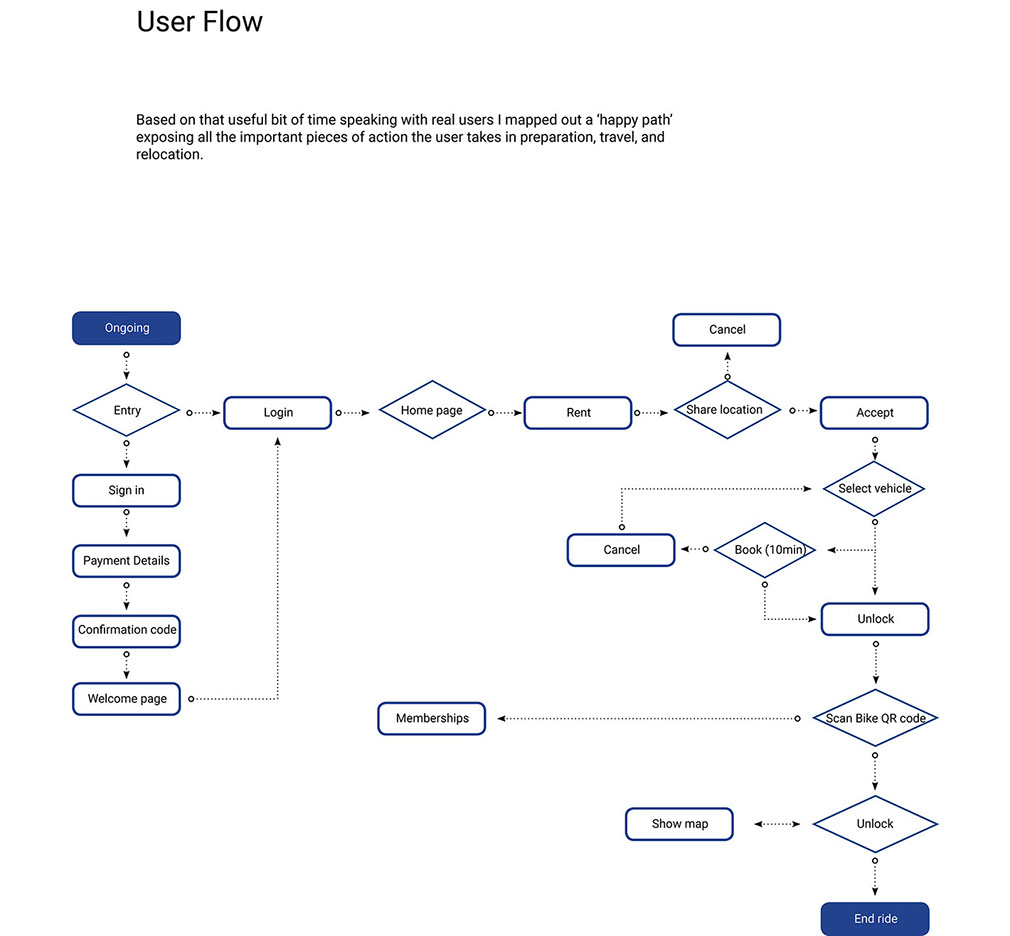 User Flow
Based on that useful bit of time speaking with real users I mapped out a ‘happy path’
exposing all the important pieces of action the user takes in preparation, travel, and
relocation.
Ongoing
Cancel
Entry
Login
Home page
Rent
Share location
Accept
Sign in
Select vehicle
Payment Details
Cancel
Book (10min)
Confirmation code
Unlock
Welcome page
Memberships
Scan Bike QR code
Show map
Unlock
End ride